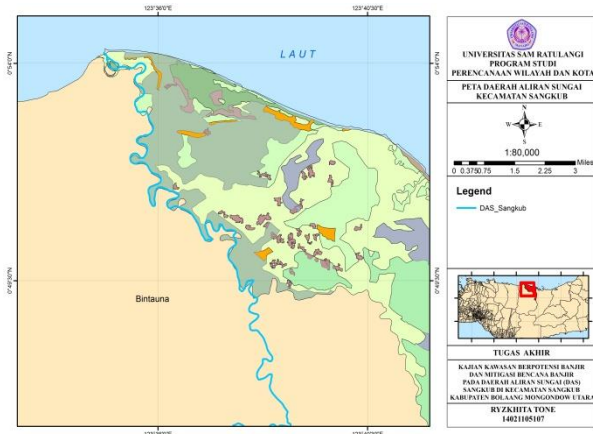 123°36'0"E
123°40'30"E
0°54'0"N
0°49'30"N
LAUT
Bintauna
UNIVERSITAS SAM RATULANGI
PROGRAM STUDI
PERENCANAAN WILAYAH DAN KOTA
PETA DAERAH ALIRAN SUNGAI
KECAMATAN SANGKUB
N
W E
S
1:80,000
0 0.375 0.75 1.5 2.25 3
Miles
Legend
DAS_Sangkub
TUGAS AKHIR
KAJIAN KAWASAN BERPOTENSI BANJIR
DAN MITIGASI BENCANA BANJIR
PADA DAERAH ALIRAN SUNGAI (DAS)
SANGKUB DI KECAMATAN SANGKUB
KABUPATEN BOLAANG MONGONDOW UTARA
RYZKHITA TONE
14021105107